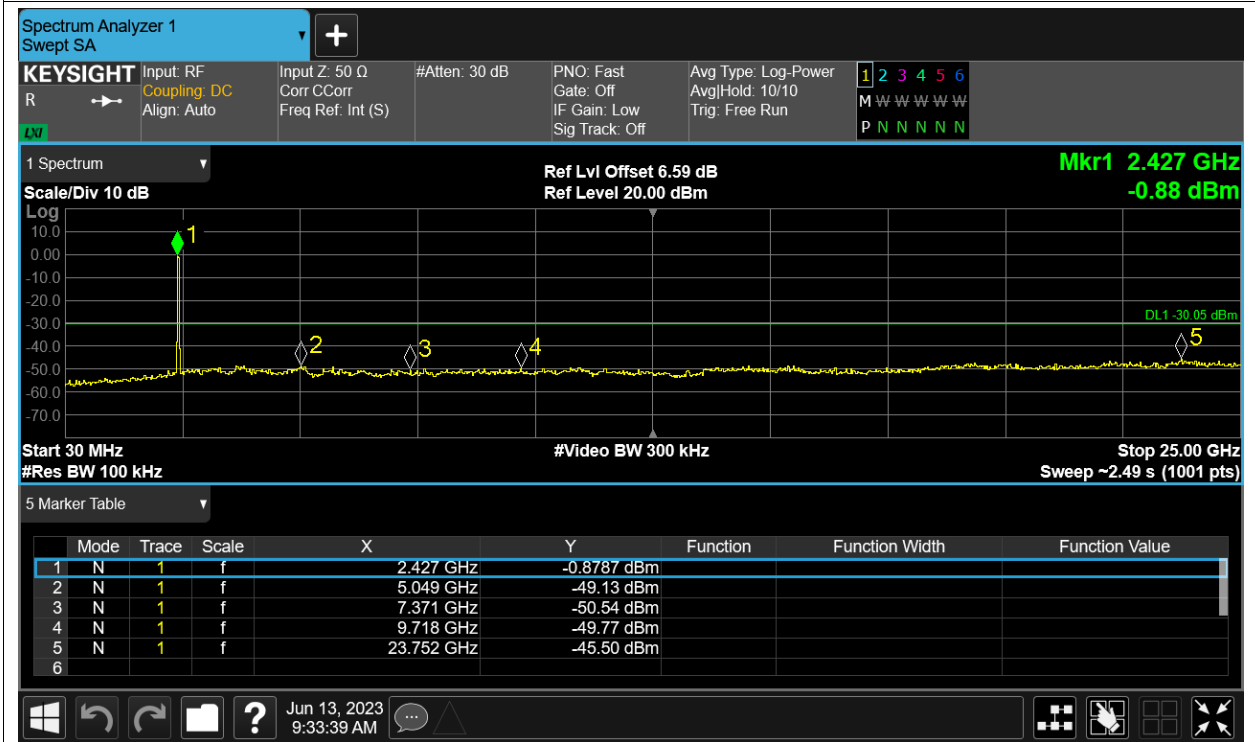 Spectrum Analyzer 1
Swept SA
KEYSIGHT
R
LXI
Input: RF
Coupling: DC
Align: Auto
Input Z: 50 Ω
Corr CCorr
Freq Ref: Int (S)
#Atten: 30 dB
PNO: Fast
Gate: Off
IF Gain: Low
Sig Track: Off
Avg Type: Log-Power
Avg|Hold: 10/10
Trig: Free Run
1 2 3 4 5 6
M W W W W W
P N N N N N
1 Spectrum
Scale/Div 10 dB
Ref Lvl Offset 6.59 dB
Ref Level 20.00 dBm
Mkr1 2.427 GHz
-0.88 dBm
Log
10.0
0.00
-10.0
-20.0
-30.0
-40.0
-50.0
-60.0
-70.0
1
2
3
4
5
DL1 -30.05 dBm
Start 30 MHz
#Res BW 100 kHz
#Video BW 300 kHz
Stop 25.00 GHz
Sweep ~2.49 s (1001 pts)
5 Marker Table
Mode Trace Scale X Y Function Function Width Function Value
1 N 1 f 2.427 GHz -0.8787 dBm
2 N 1 f 5.049 GHz -49.13 dBm
3 N 1 f 7.371 GHz -50.54 dBm
4 N 1 f 9.718 GHz -49.77 dBm
5 N 1 f 23.752 GHz -45.50 dBm
6
?
Jun 13, 2023
9:33:39 AM